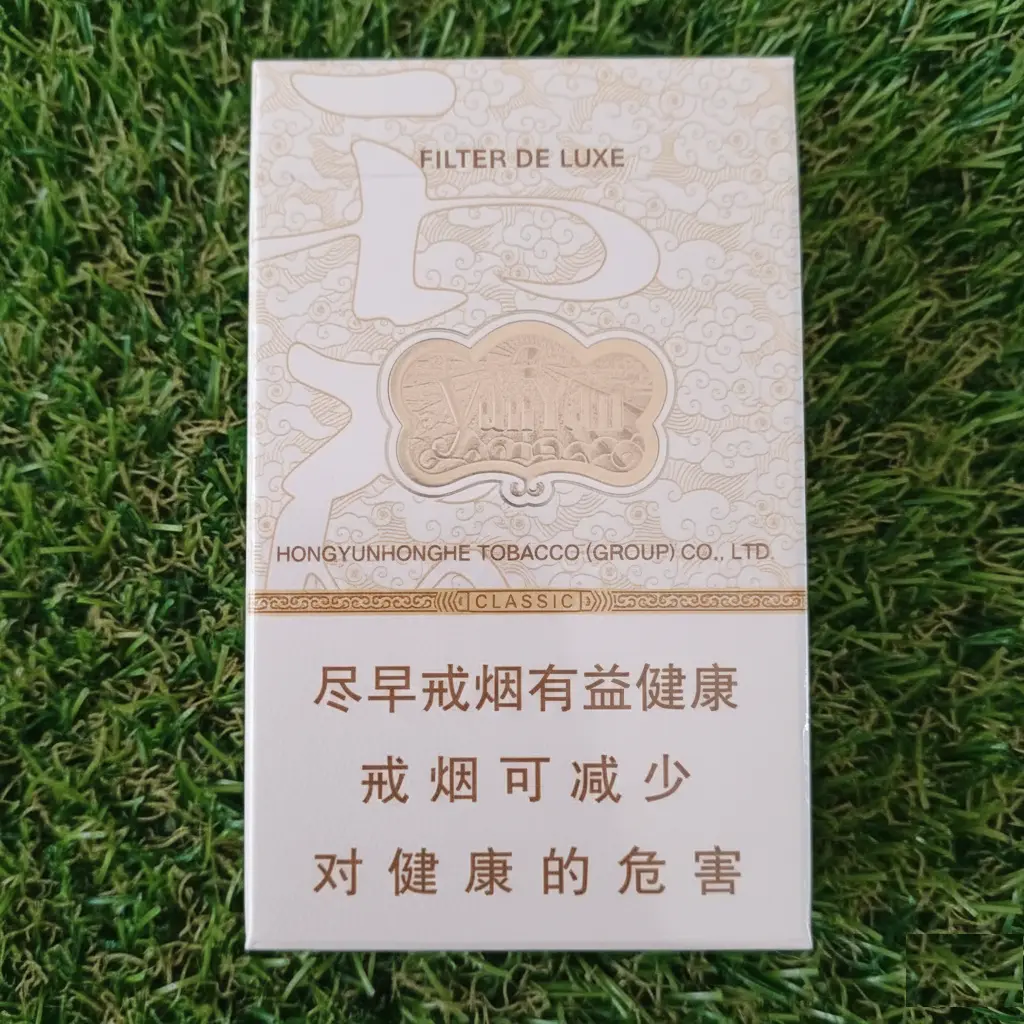 FILTER DE LUXE
YunYan
HONGYUNHONGHE TOBACCO (GROUP) CO., LTD.
CLASSIC
尽早戒烟有益健康
戒烟可减少
对健康的危害